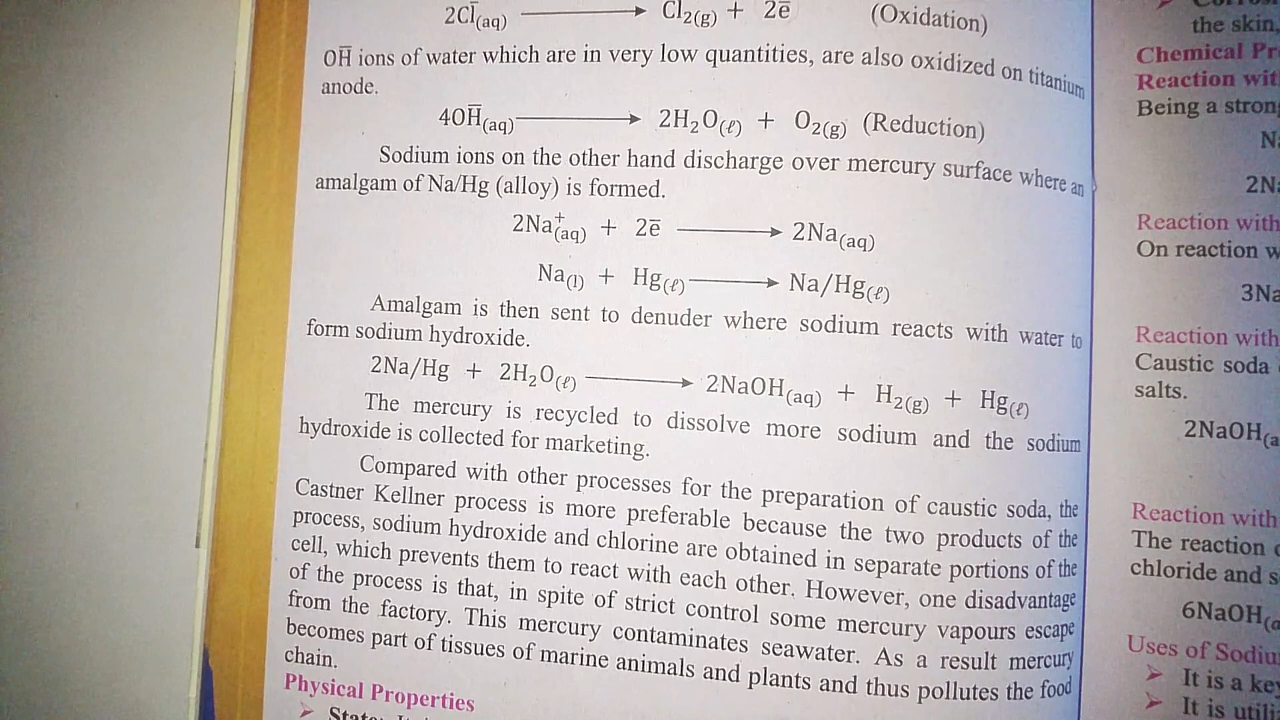 2Cl̄(aq) ⟶ Cl₂(g) + 2ē (Oxidation)
OH̄ ions of water which are in very low quantities, are also oxidized on titanium
anode.
4OH̄(aq) ⟶ 2H₂O(ℓ) + O₂(g) (Reduction)
Sodium ions on the other hand discharge over mercury surface where an
amalgam of Na/Hg (alloy) is formed.
2Na⁺(aq) + 2ē ⟶ 2Na(aq)
Na(l) + Hg(ℓ) ⟶ Na/Hg(ℓ)
Amalgam is then sent to denuder where sodium reacts with water to
form sodium hydroxide.
2Na/Hg + 2H₂O(ℓ) ⟶ 2NaOH(aq) + H₂(g) + Hg(ℓ)
The mercury is recycled to dissolve more sodium and the sodium
hydroxide is collected for marketing.
Compared with other processes for the preparation of caustic soda, the
Castner Kellner process is more preferable because the two products of the
process, sodium hydroxide and chlorine are obtained in separate portions of the
cell, which prevents them to react with each other. However, one disadvantage
of the process is that, in spite of strict control some mercury vapours escape
from the factory. This mercury contaminates seawater. As a result mercury
becomes part of tissues of marine animals and plants and thus pollutes the food
chain.
Physical Properties
➤ State:
the skin,
Chemical Pr
Reaction wit
Being a stron
2N
Reaction with
On reaction w
3Na
Reaction with
Caustic soda
salts.
2NaOH(a
Reaction with
The reaction
chloride and s
6NaOH(a
Uses of Sodiu
➤ It is a key
➤ It is utili